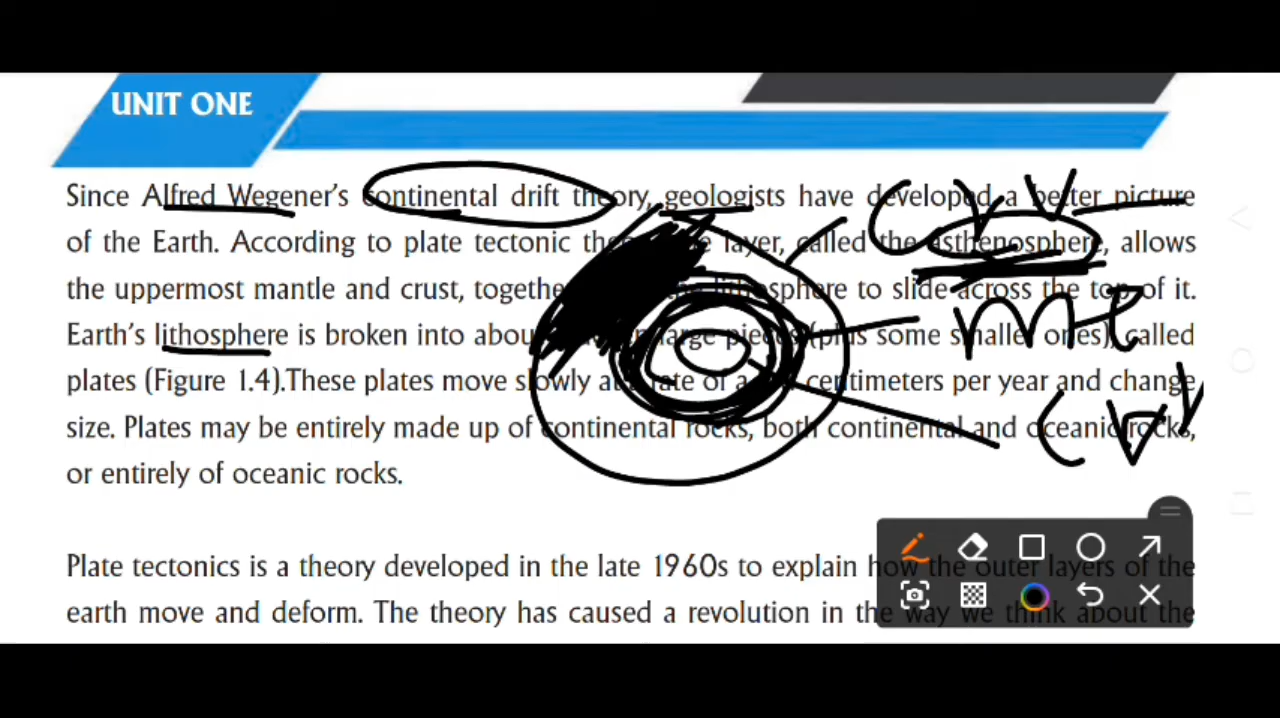 UNIT ONE
Since Alfred Wegener's continental drift theory, geologists have developed a better picture
of the Earth. According to plate tectonic layer, called the asthenosphere, allows
the uppermost mantle and crust, lithosphere to slide across the top of it.
Earth's lithosphere is broken into large pieces (plus some smaller ones), called
plates (Figure 1.4).These plates move slowly rate of a centimeters per year and change
size. Plates may be entirely made up of continental rocks, both continental and oceanic rocks,
or entirely of oceanic rocks.
Plate tectonics is a theory developed in the late 1960s to explain how the outer layers of the
earth move and deform. The theory has caused a revolution in the way we think about the